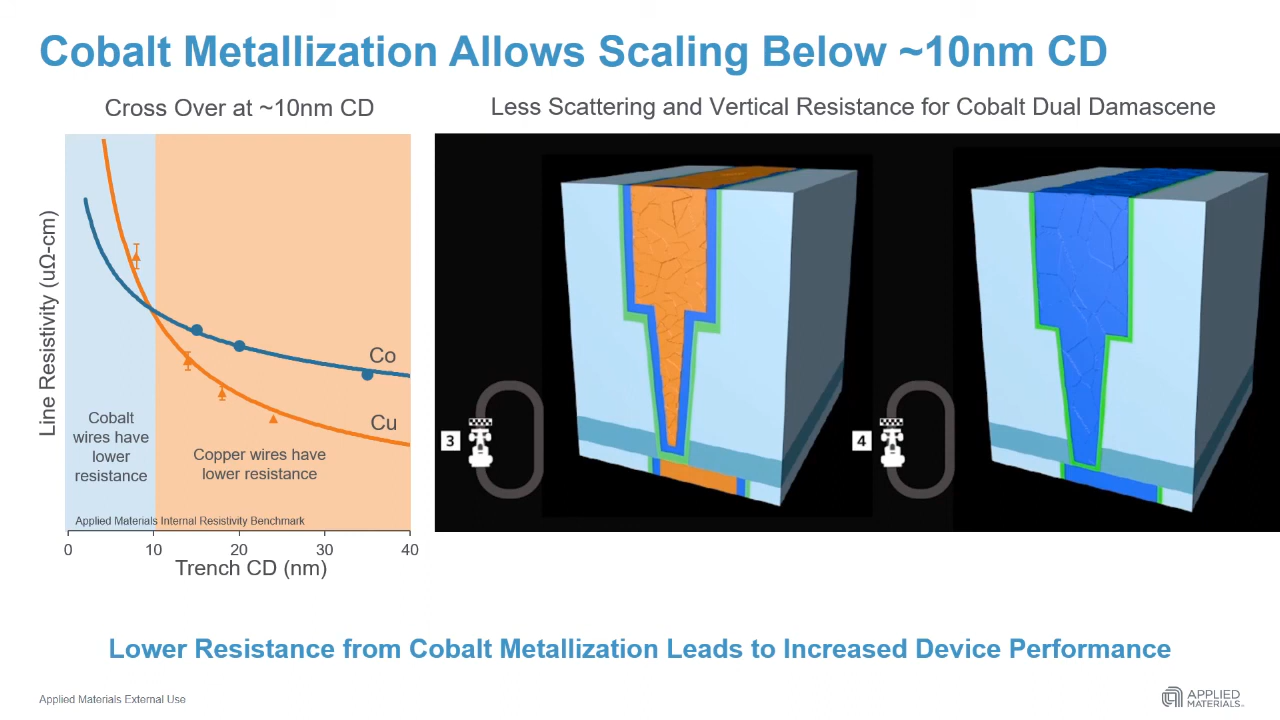 Cobalt Metallization Allows Scaling Below ~10nm CD
Cross Over at ~10nm CD
Line Resistivity (uΩ-cm)
Co
Cu
Cobalt
wires have
lower
resistance
Copper wires have
lower resistance
Applied Materials Internal Resistivity Benchmark
0 10 20 30 40
Trench CD (nm)
Less Scattering and Vertical Resistance for Cobalt Dual Damascene
3
4
Lower Resistance from Cobalt Metallization Leads to Increased Device Performance
Applied Materials External Use
APPLIED
MATERIALS